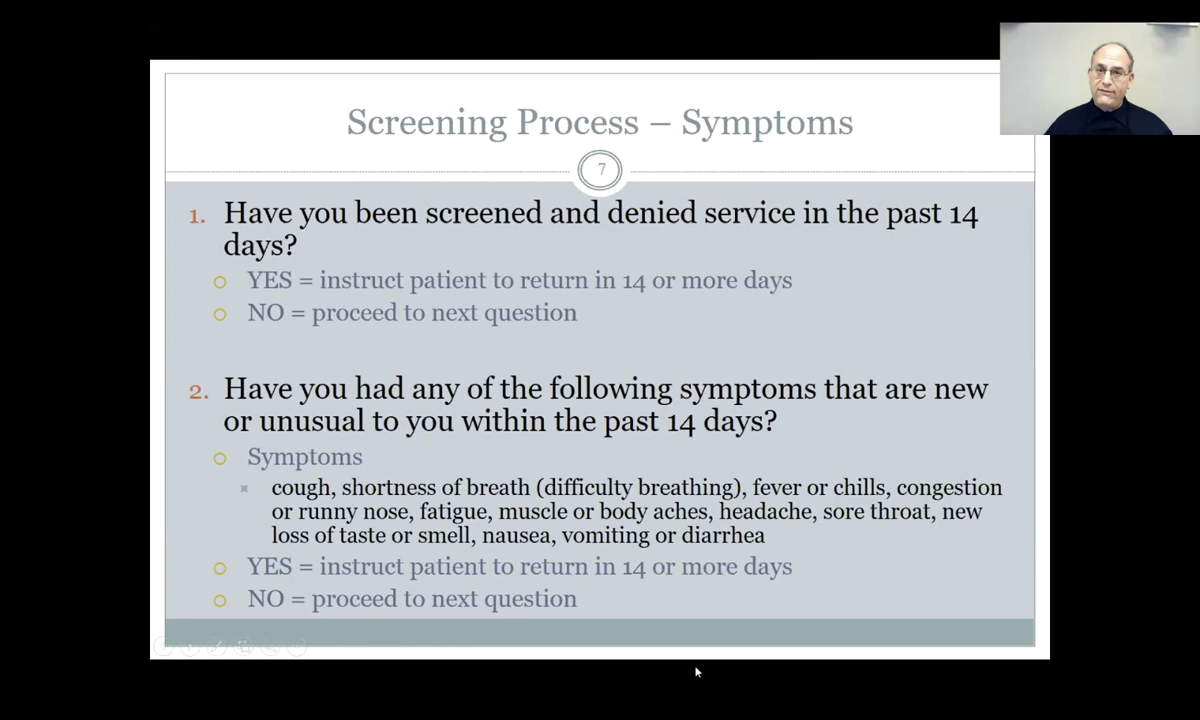 Screening Process – Symptoms
7
1. Have you been screened and denied service in the past 14
days?
YES = instruct patient to return in 14 or more days
NO = proceed to next question
2. Have you had any of the following symptoms that are new
or unusual to you within the past 14 days?
Symptoms
cough, shortness of breath (difficulty breathing), fever or chills, congestion
or runny nose, fatigue, muscle or body aches, headache, sore throat, new
loss of taste or smell, nausea, vomiting or diarrhea
YES = instruct patient to return in 14 or more days
NO = proceed to next question